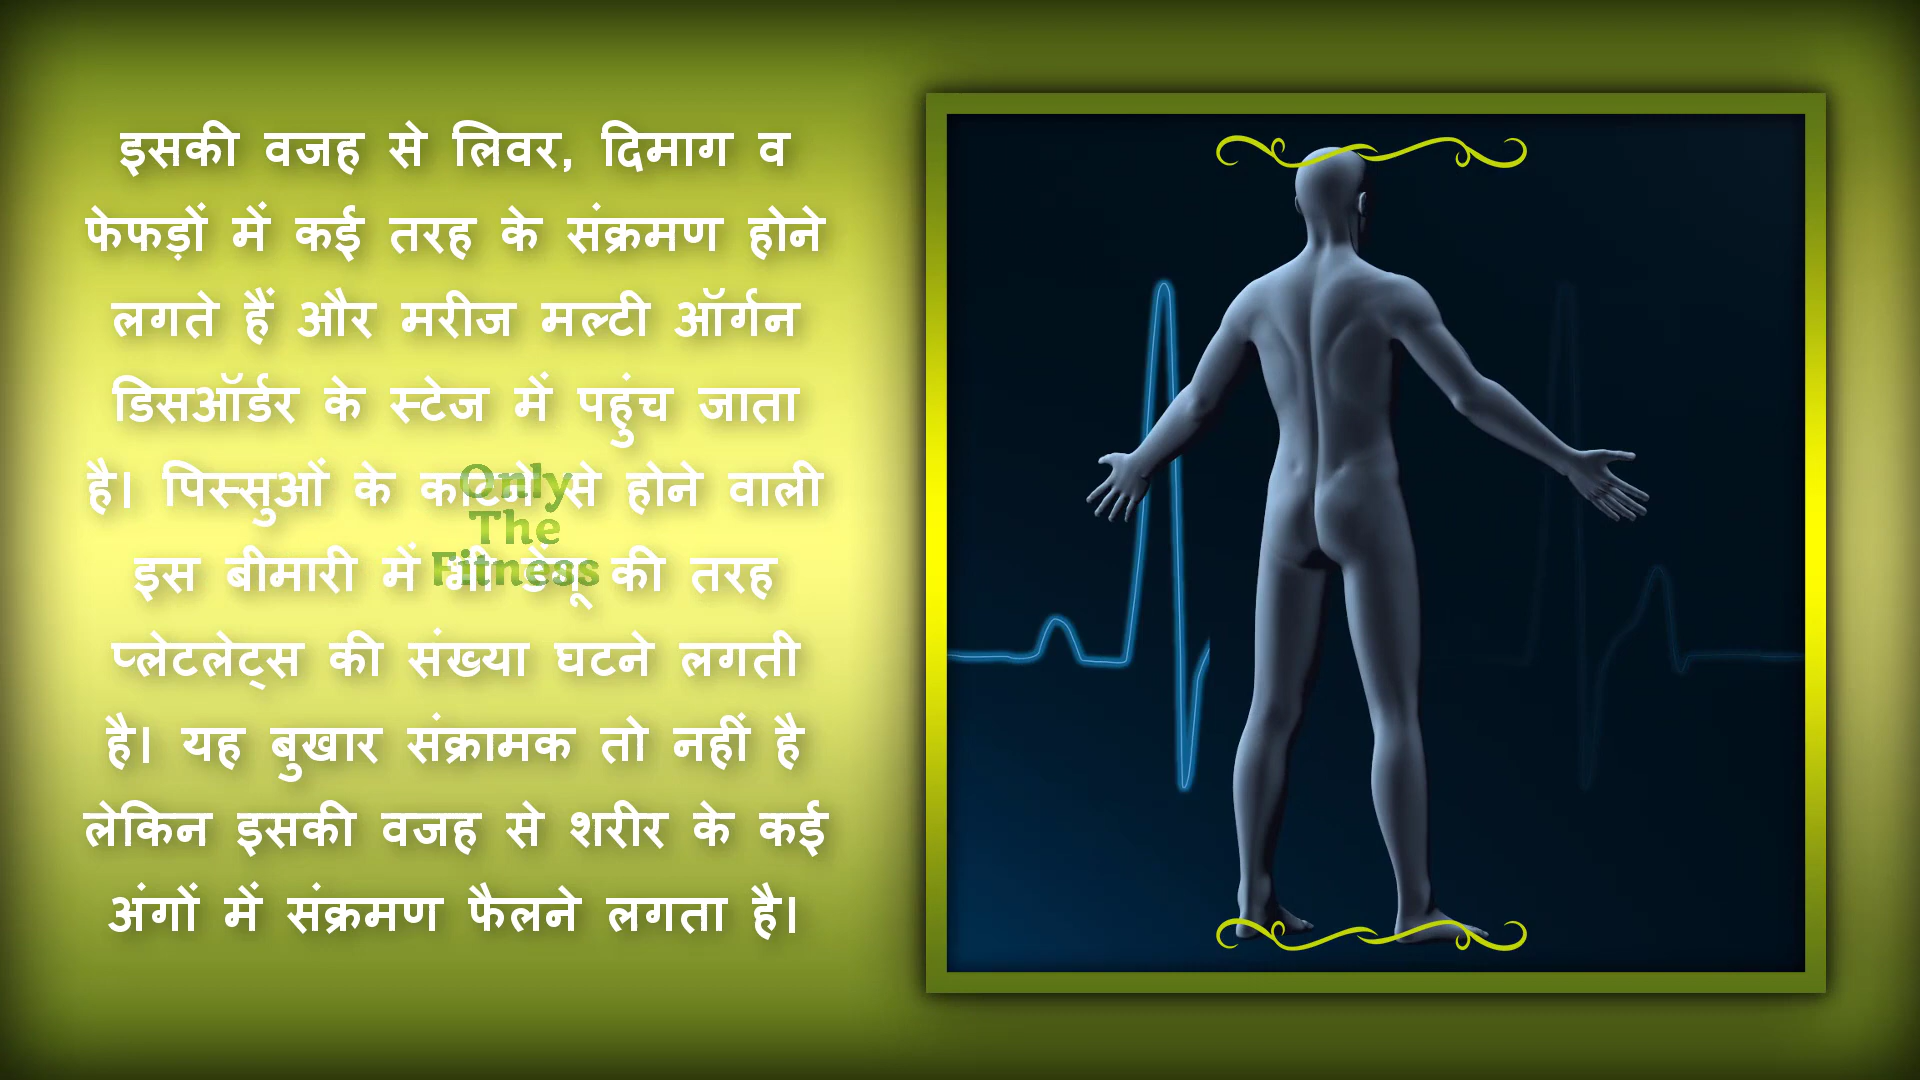 इसकी वजह से लिवर, दिमाग व
फेफड़ों में कई तरह के संक्रमण होने
लगते हैं और मरीज मल्टी ऑर्गन
डिसऑर्डर के स्टेज में पहुंच जाता
है। पिस्सुओं के काटने से होने वाली
इस बीमारी में भी डेंगू की तरह
प्लेटलेट्स की संख्या घटने लगती
है। यह बुखार संक्रामक तो नहीं है
लेकिन इसकी वजह से शरीर के कई
अंगों में संक्रमण फैलने लगता है।
Only
The
Fitness